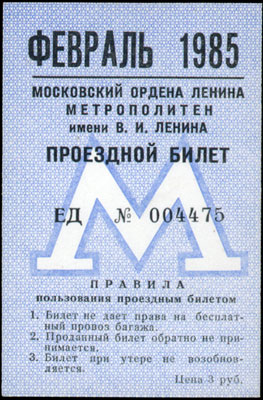 ФЕВРАЛЬ 1985
МОСКОВСКИЙ ОРДЕНА ЛЕНИНА
МЕТРОПОЛИТЕН
имени В. И. ЛЕНИНА
ПРОЕЗДНОЙ БИЛЕТ
ЕД № 004475
М
ПРАВИЛА
пользования проездным билетом
1. Билет не дает права на бесплат-
ный провоз багажа.
2. Проданный билет обратно не при-
нимается.
3. Билет при утере не возобнов-
ляется.
Цена 3 руб.